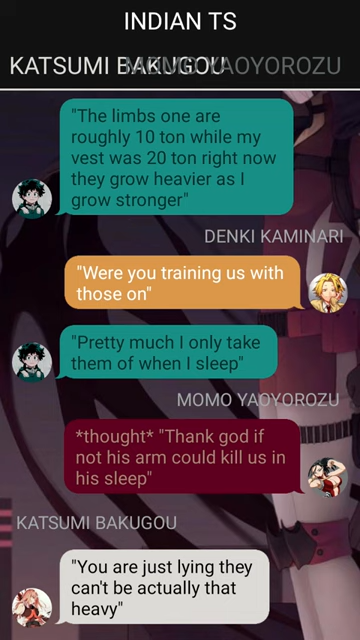 INDIAN TS
KATSUMI BAKUGOU
MOMO YAOYOROZU
"The limbs one are
roughly 10 ton while my
vest was 20 ton right now
they grow heavier as I
grow stronger"
DENKI KAMINARI
"Were you training us with
those on"
"Pretty much I only take
them of when I sleep"
MOMO YAOYOROZU
*thought* "Thank god if
not his arm could kill us in
his sleep"
KATSUMI BAKUGOU
"You are just lying they
can't be actually that
heavy"